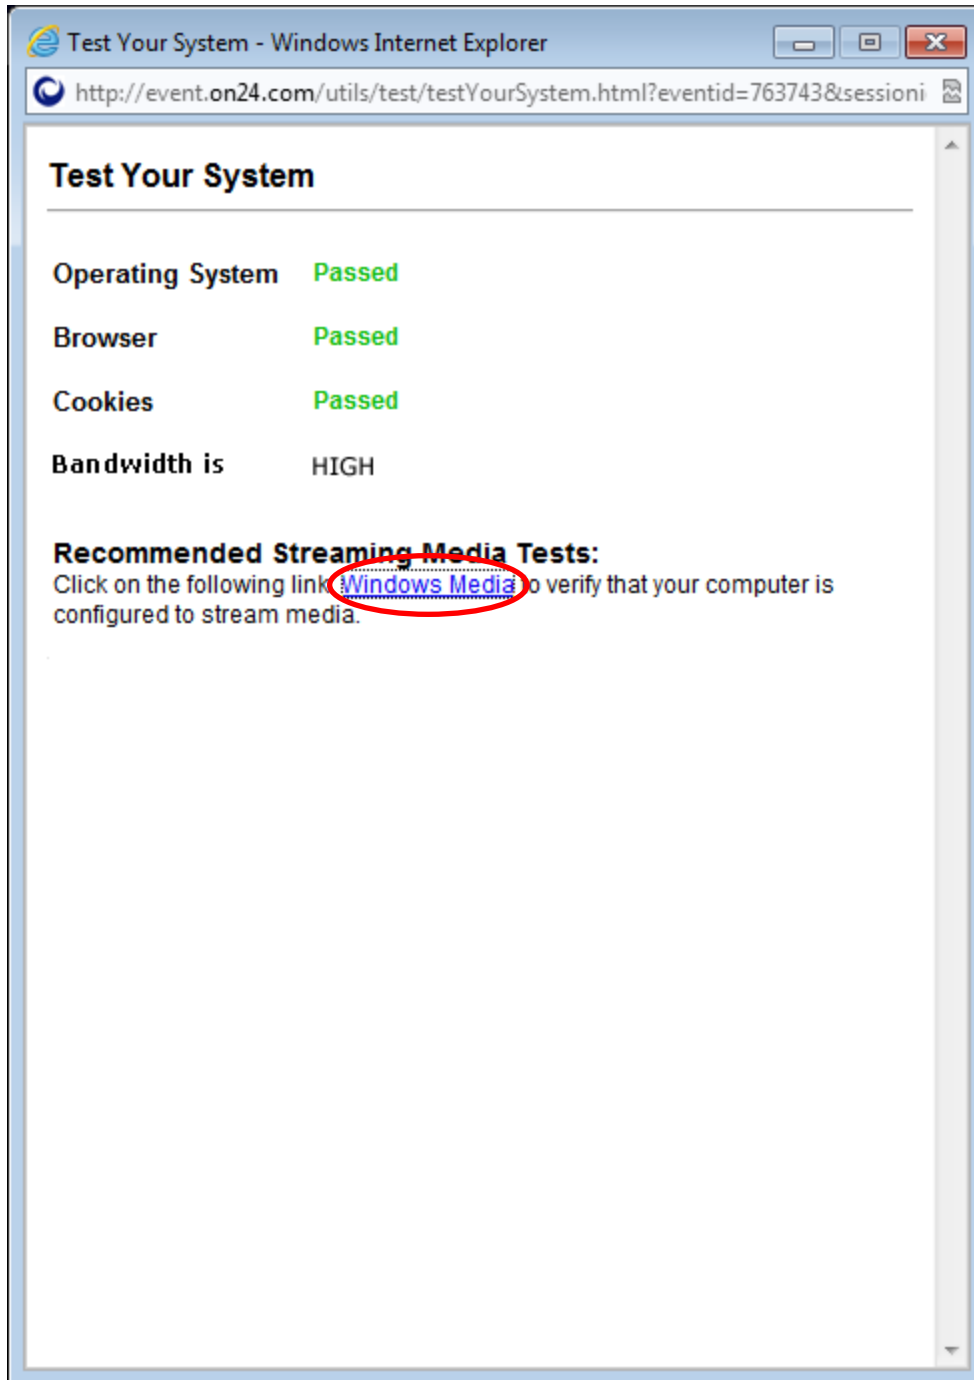 Test Your System - Windows Internet Explorer
http://event.on24.com/utils/test/testYourSystem.html?eventid=763743&sessioni
Test Your System
Operating System Passed
Browser Passed
Cookies Passed
Bandwidth is HIGH
Recommended Streaming Media Tests:
Click on the following link Windows Media to verify that your computer is
configured to stream media.